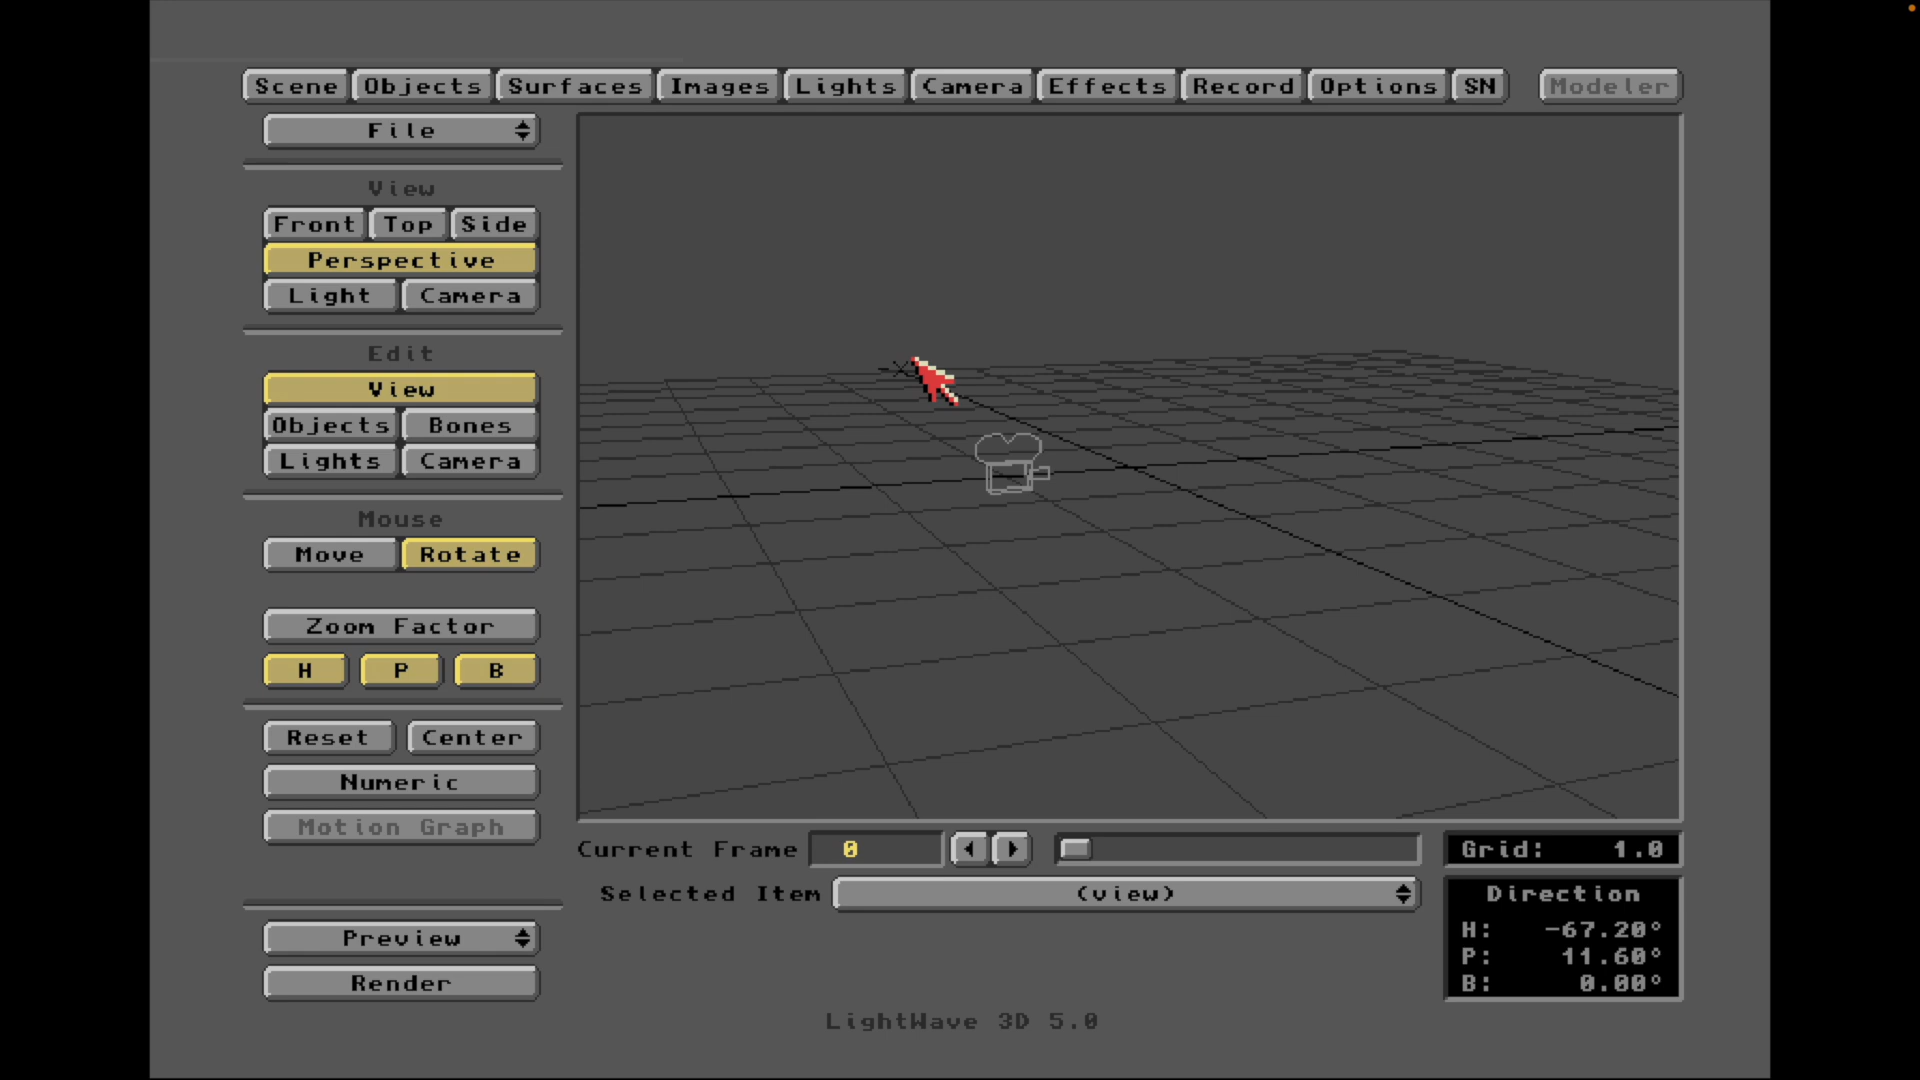 Scene Objects Surfaces Images Lights Camera Effects Record Options SN Modeler
File
View
Front Top Side
Perspective
Light Camera
Edit
View
Objects Bones
Lights Camera
Mouse
Move Rotate
Zoom Factor
H P B
Reset Center
Numeric
Motion Graph
Current Frame 0
Grid: 1.0
Selected Item (view)
Direction
H: -67.20°
P: 11.60°
B: 0.00°
Preview
Render
LightWave 3D 5.0